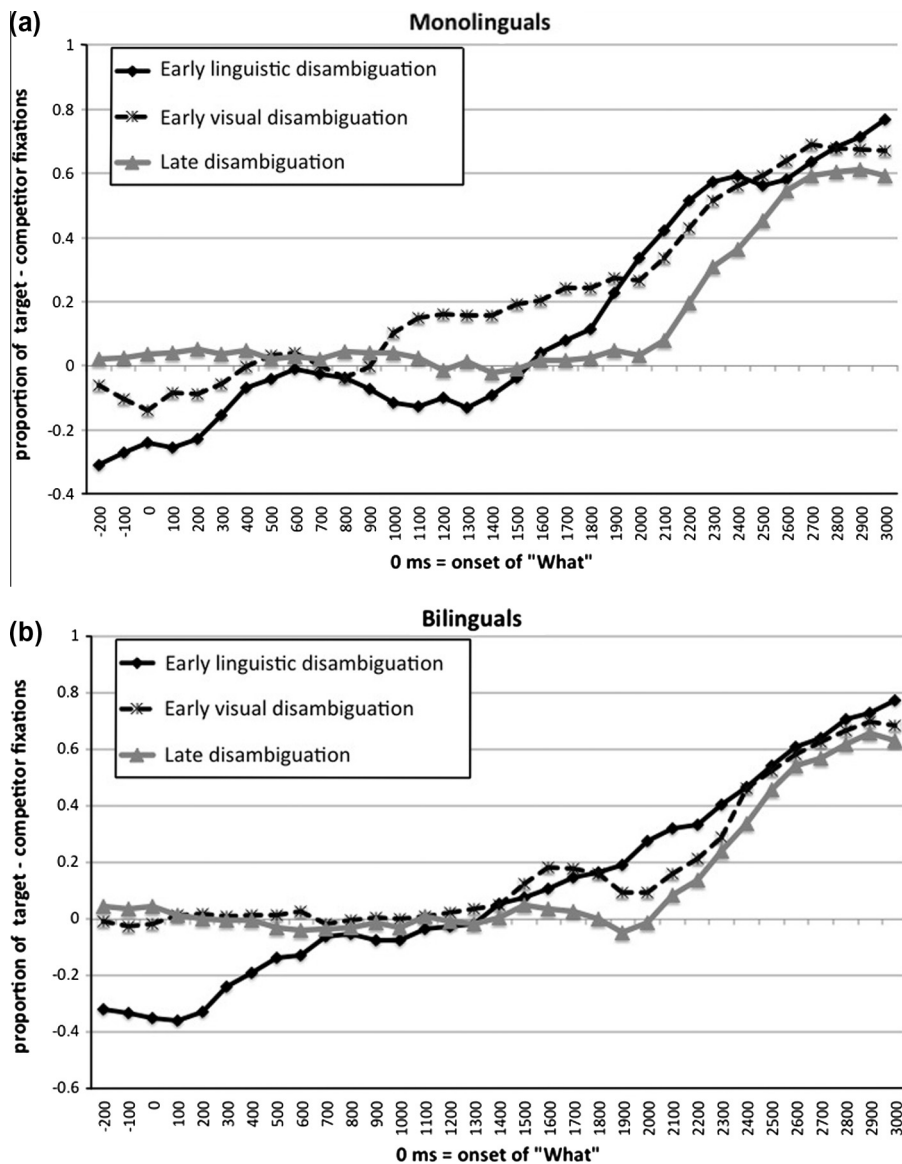 (a)
Monolinguals
Early linguistic disambiguation
Early visual disambiguation
Late disambiguation
proportion of target - competitor fixations
1
0.8
0.6
0.4
0.2
0
-0.2
-0.4
-200 -100 0 100 200 300 400 500 600 700 800 900 1000 1100 1200 1300 1400 1500 1600 1700 1800 1900 2000 2100 2200 2300 2400 2500 2600 2700 2800 2900 3000
0 ms = onset of "What"
(b)
Bilinguals
Early linguistic disambiguation
Early visual disambiguation
Late disambiguation
proportion of target - competitor fixations
1
0.8
0.6
0.4
0.2
0
-0.2
-0.4
-0.6
-200 -100 0 100 200 300 400 500 600 700 800 900 1000 1100 1200 1300 1400 1500 1600 1700 1800 1900 2000 2100 2200 2300 2400 2500 2600 2700 2800 2900 3000
0 ms = onset of "What"